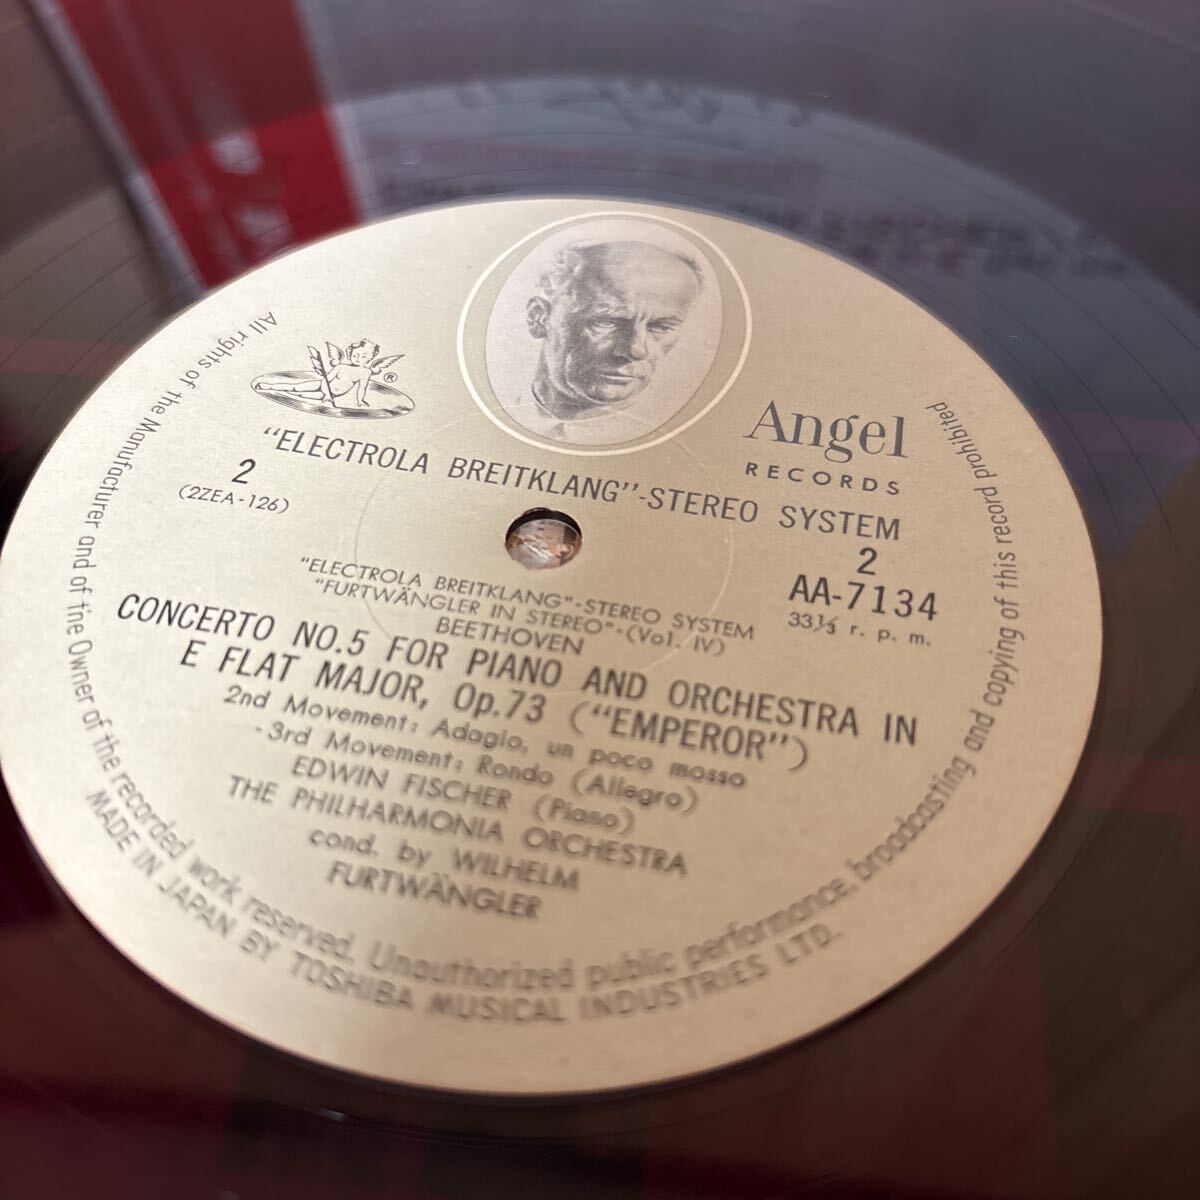 Angel
RECORDS
®
"ELECTROLA BREITKLANG"-STEREO SYSTEM
2
(2ZEA-126)
2
AA-7134
33⅓ r. p. m.
"ELECTROLA BREITKLANG"-STEREO SYSTEM
"FURTWÄNGLER IN STEREO"-(Vol. IV)
BEETHOVEN
CONCERTO NO.5 FOR PIANO AND ORCHESTRA IN
E FLAT MAJOR, Op.73 ("EMPEROR")
2nd Movement: Adagio, un poco mosso
-3rd Movement: Rondo (Allegro)
EDWIN FISCHER (Piano)
THE PHILHARMONIA ORCHESTRA
cond. by WILHELM
FURTWÄNGLER
All rights of the Manufacturer and of the Owner of the recorded work reserved. Unauthorized public performance, broadcasting and copying of this record prohibited
MADE IN JAPAN BY TOSHIBA MUSICAL INDUSTRIES LTD.